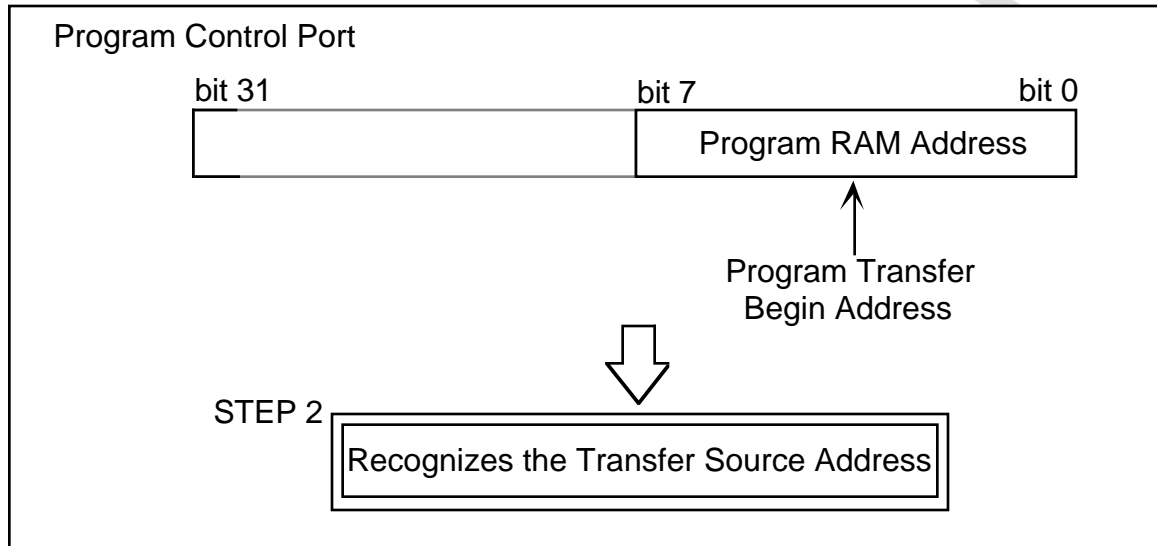 Program Control Port
bit 31 bit 7 bit 0
Program RAM Address
Program Transfer
Begin Address
STEP 2
Recognizes the Transfer Source Address